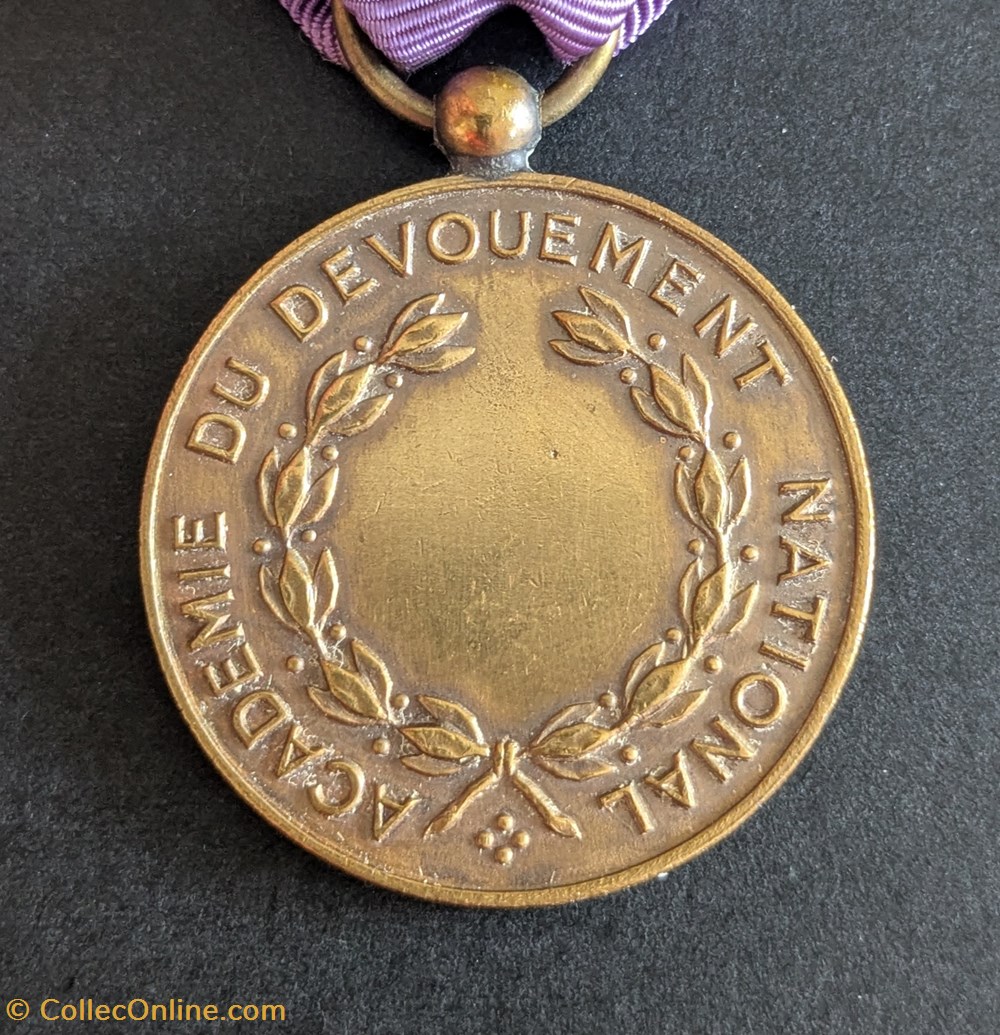 ACADEMIE DU DEVOUEMENT NATIONAL
© CollecOnline.com